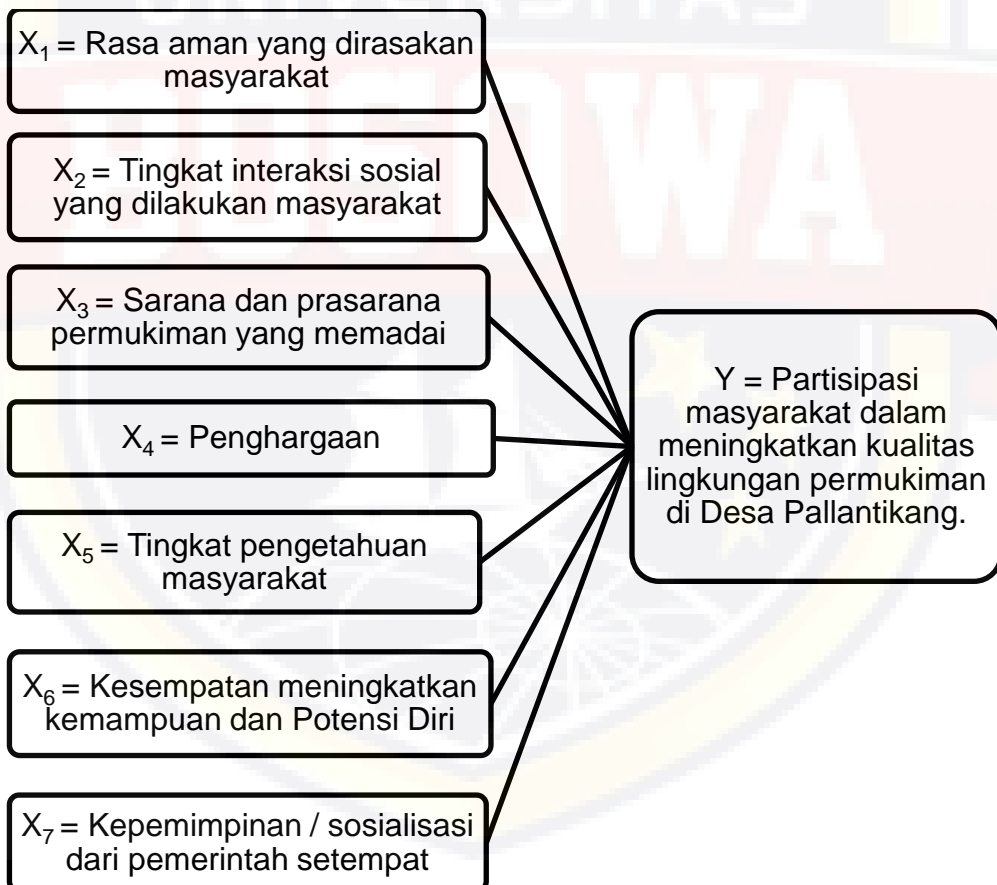 UNIVERSITAS
BOSOWA
X₁ = Rasa aman yang dirasakan
masyarakat
X₂ = Tingkat interaksi sosial
yang dilakukan masyarakat
X₃ = Sarana dan prasarana
permukiman yang memadai
X₄ = Penghargaan
X₅ = Tingkat pengetahuan
masyarakat
X₆ = Kesempatan meningkatkan
kemampuan dan Potensi Diri
X₇ = Kepemimpinan / sosialisasi
dari pemerintah setempat
Y = Partisipasi
masyarakat dalam
meningkatkan kualitas
lingkungan permukiman
di Desa Pallantikang.